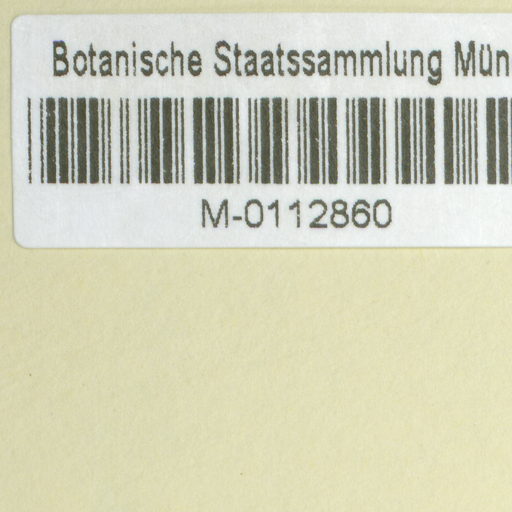 Botanische Staatssammlung Mün
M-0112860